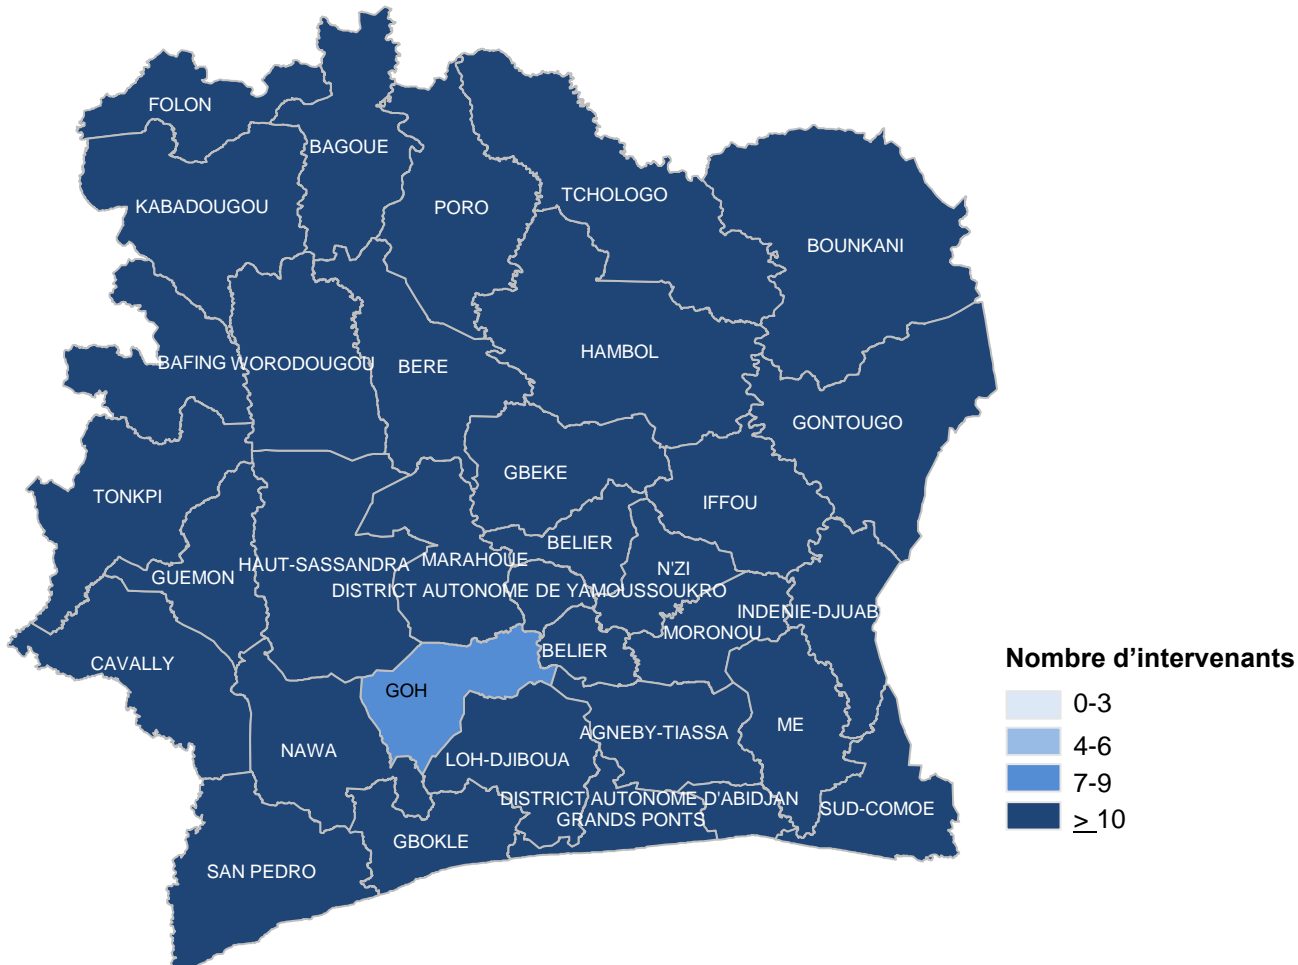 FOLON
BAGOUE
KABADOUGOU
PORO
TCHOLOGO
BOUNKANI
HAMBOL
BAFING
WORODOUGOU
BERE
GONTOUGO
GBEKE
TONKPI
IFFOU
BELIER
MARAHOUE
HAUT-SASSANDRA
N'ZI
GUEMON
DISTRICT AUTONOME DE YAMOUSSOUKRO
INDENIE-DJUAB
MORONOU
BELIER
CAVALLY
GOH
ME
AGNEBY-TIASSA
NAWA
LOH-DJIBOUA
DISTRICT AUTONOME D'ABIDJAN
SUD-COMOE
GRANDS PONTS
GBOKLE
SAN PEDRO
Nombre d’intervenants
0-3
4-6
7-9
≥ 10